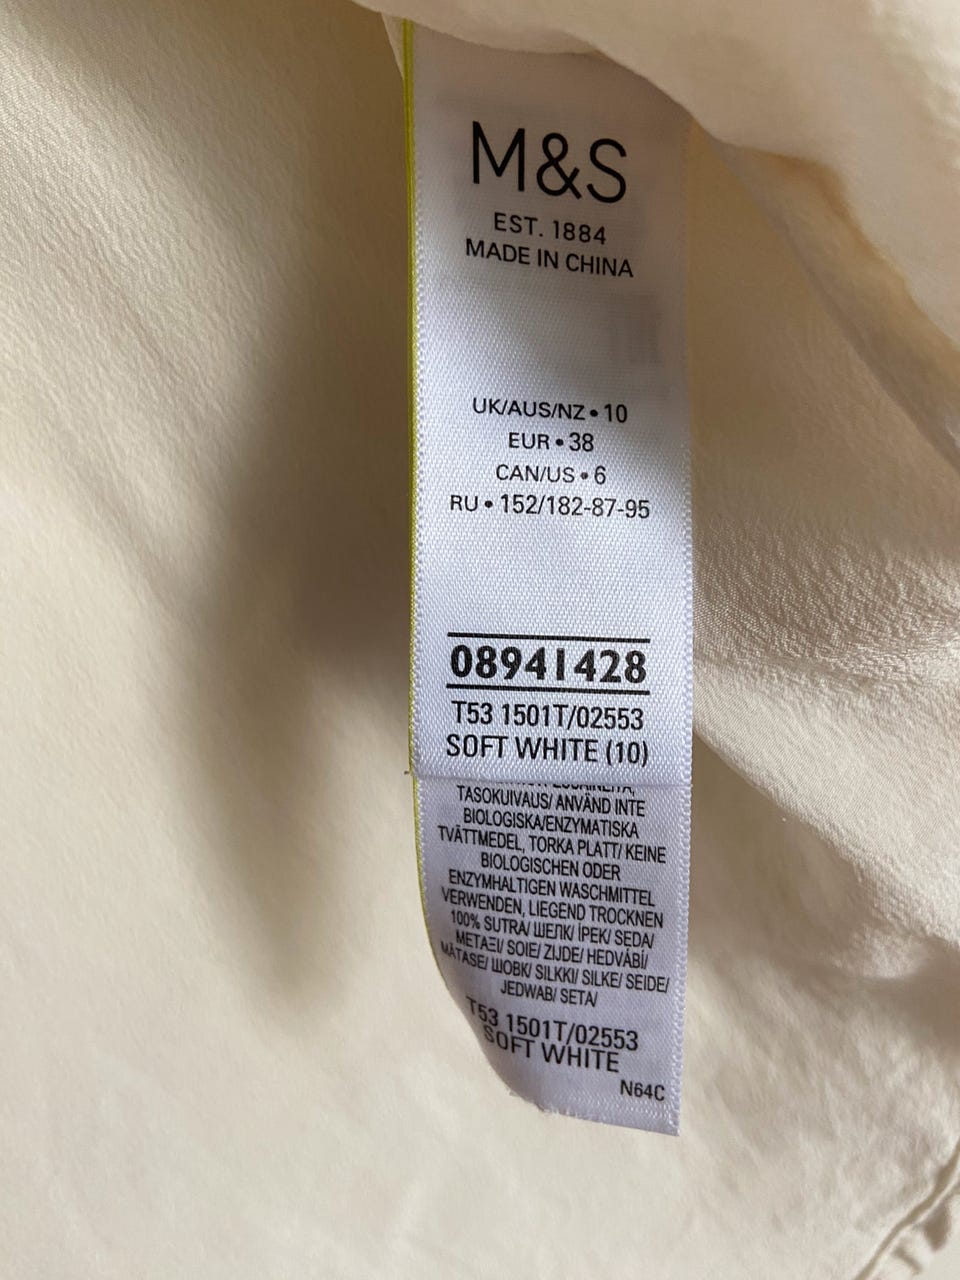 M&S
EST. 1884
MADE IN CHINA
UK/AUS/NZ • 10
EUR • 38
CAN/US • 6
RU • 152/182-87-95
08941428
T53 1501T/02553
SOFT WHITE (10)
TASOKUIVAUS/ ANVÄND INTE
BIOLOGISKA/ENZYMATISKA
TVÄTTMEDEL, TORKA PLATT/ KEINE
BIOLOGISCHEN ODER
ENZYMHALTIGEN WASCHMITTEL
VERWENDEN, LIEGEND TROCKNEN
100% SUTRA/ ШЕЛК/ İPEK/ SEDA/
ΜΕΤΑΞΙ/ SOIE/ ZIJDE/ HEDVÁBÍ/
MĂTASE/ ШОВК/ SILKKI/ SILKE/ SEIDE/
JEDWAB/ SETA/
T53 1501T/02553
SOFT WHITE
N64C